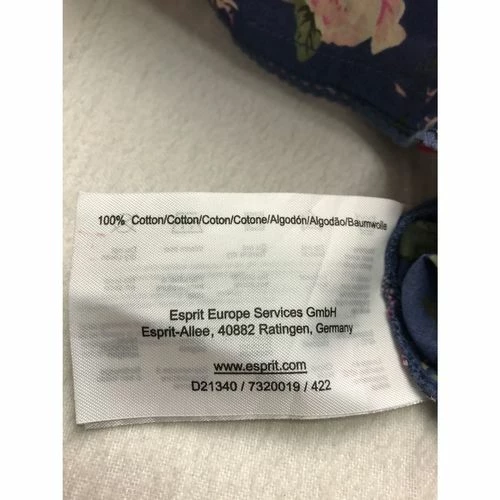 100% Cotton/Cotton/Coton/Cotone/Algodón/Algodão/Baumwolle
Esprit Europe Services GmbH
Esprit-Allee, 40882 Ratingen, Germany
www.esprit.com
D21340 / 7320019 / 422